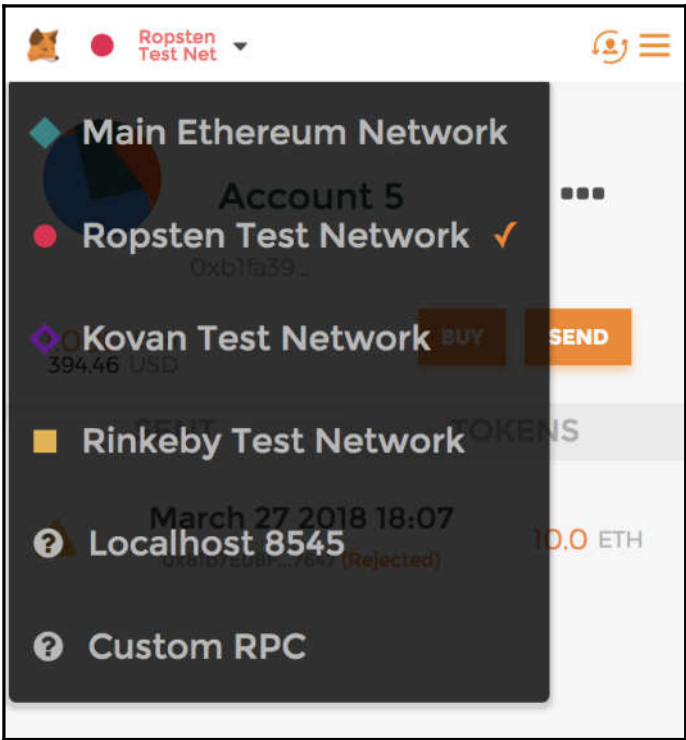 Ropsten
Test Net
Main Ethereum Network
Account 5
Ropsten Test Network
0xb1fa39...
Kovan Test Network
BUY
SEND
394.46 USD
SENT
TOKENS
Rinkeby Test Network
March 27 2018 18:07
Localhost 8545
10.0 ETH
(Rejected)
Custom RPC